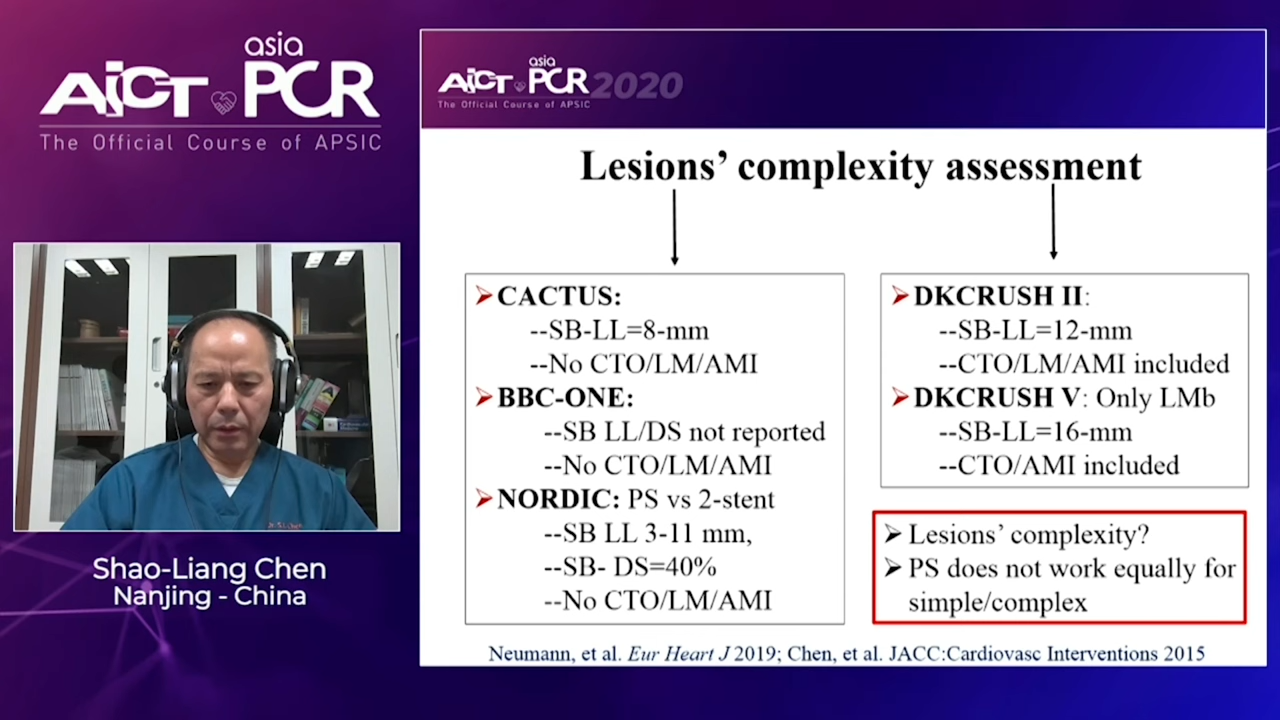 asia
AICT PCR
The Official Course of APSIC
Shao-Liang Chen
Nanjing - China
asia
AICT PCR 2020
The Official Course of APSIC
Lesions’ complexity assessment
➢CACTUS:
--SB-LL=8-mm
--No CTO/LM/AMI
➢BBC-ONE:
--SB LL/DS not reported
--No CTO/LM/AMI
➢NORDIC: PS vs 2-stent
--SB LL 3-11 mm,
--SB- DS=40%
--No CTO/LM/AMI
➢DKCRUSH II:
--SB-LL=12-mm
--CTO/LM/AMI included
➢DKCRUSH V: Only LMb
--SB-LL=16-mm
--CTO/AMI included
➢ Lesions’ complexity?
➢ PS does not work equally for
simple/complex
Neumann, et al. Eur Heart J 2019; Chen, et al. JACC:Cardiovasc Interventions 2015